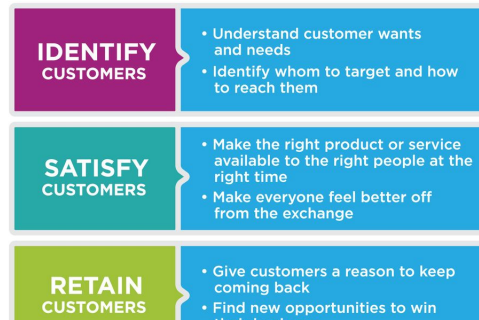 IDENTIFY
CUSTOMERS
• Understand customer wants
and needs
• Identify whom to target and how
to reach them
SATISFY
CUSTOMERS
• Make the right product or service
available to the right people at the
right time
• Make everyone feel better off
from the exchange
RETAIN
CUSTOMERS
• Give customers a reason to keep
coming back
• Find new opportunities to win